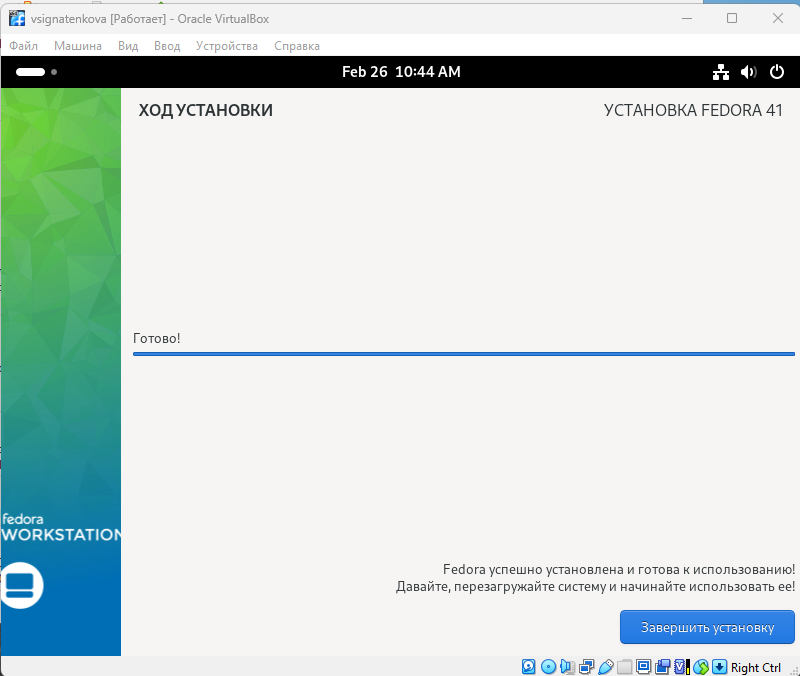 vsignatenkova [Работает] - Oracle VirtualBox
Файл Машина Вид Ввод Устройства Справка
Feb 26 10:44 AM
ХОД УСТАНОВКИ
УСТАНОВКА FEDORA 41
Готово!
fedora
WORKSTATION
Fedora успешно установлена и готова к использованию!
Давайте, перезагружайте систему и начинайте использовать ее!
Завершить установку
Right Ctrl